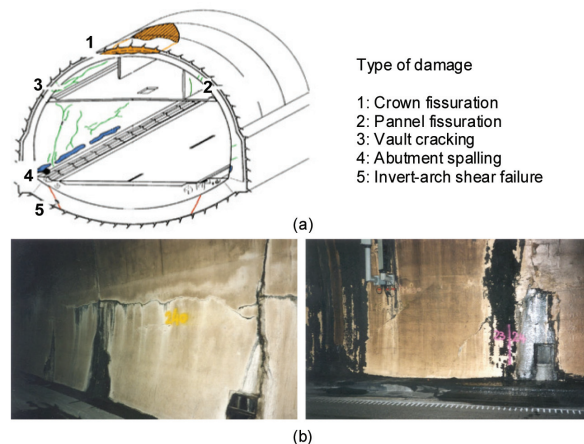 1
3
2
4
5
Type of damage
1: Crown fissuration
2: Pannel fissuration
3: Vault cracking
4: Abutment spalling
5: Invert-arch shear failure
(a)
(b)